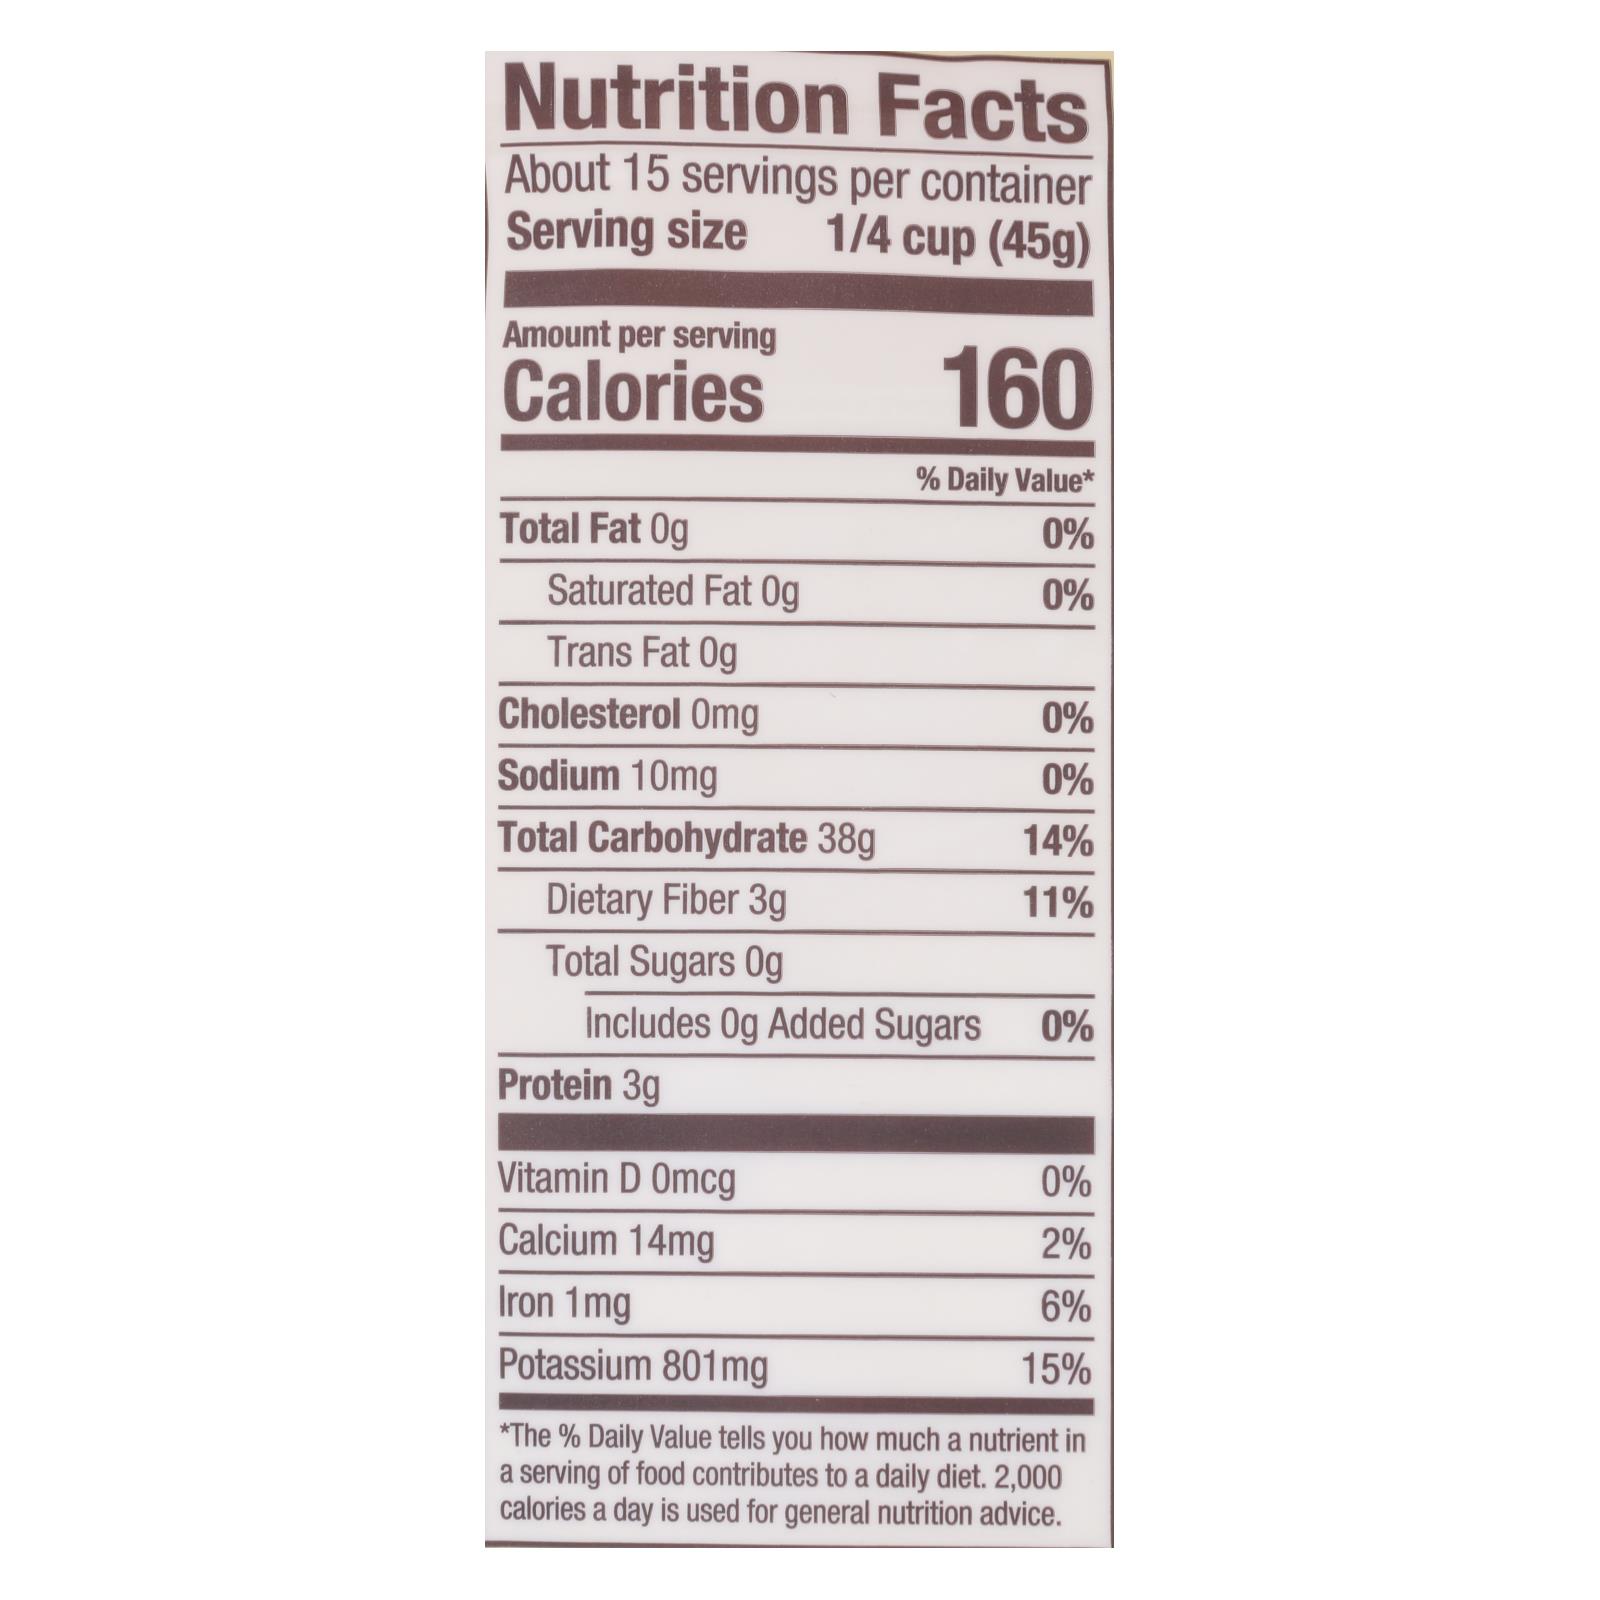 Nutrition Facts
About 15 servings per container
Serving size 1/4 cup (45g)
Amount per serving
Calories 160
% Daily Value*
Total Fat 0g 0%
Saturated Fat 0g 0%
Trans Fat 0g
Cholesterol 0mg 0%
Sodium 10mg 0%
Total Carbohydrate 38g 14%
Dietary Fiber 3g 11%
Total Sugars 0g
Includes 0g Added Sugars 0%
Protein 3g
Vitamin D 0mcg 0%
Calcium 14mg 2%
Iron 1mg 6%
Potassium 801mg 15%
*The % Daily Value tells you how much a nutrient in
a serving of food contributes to a daily diet. 2,000
calories a day is used for general nutrition advice.